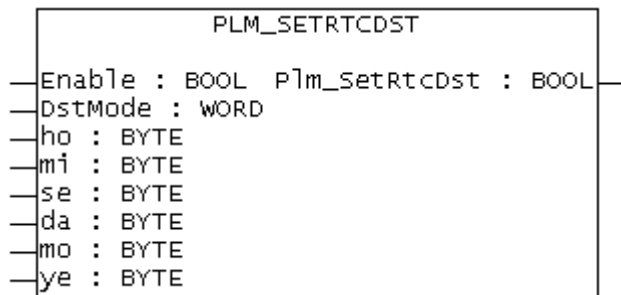 PLM_SETRTCDST
Enable : BOOL Plm_SetRtcDst : BOOL
DstMode : WORD
ho : BYTE
mi : BYTE
se : BYTE
da : BYTE
mo : BYTE
ye : BYTE